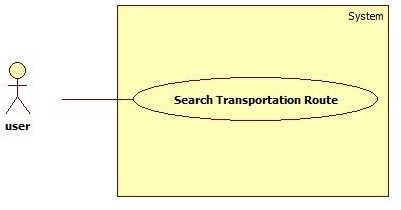 System
Search Transportation Route
user